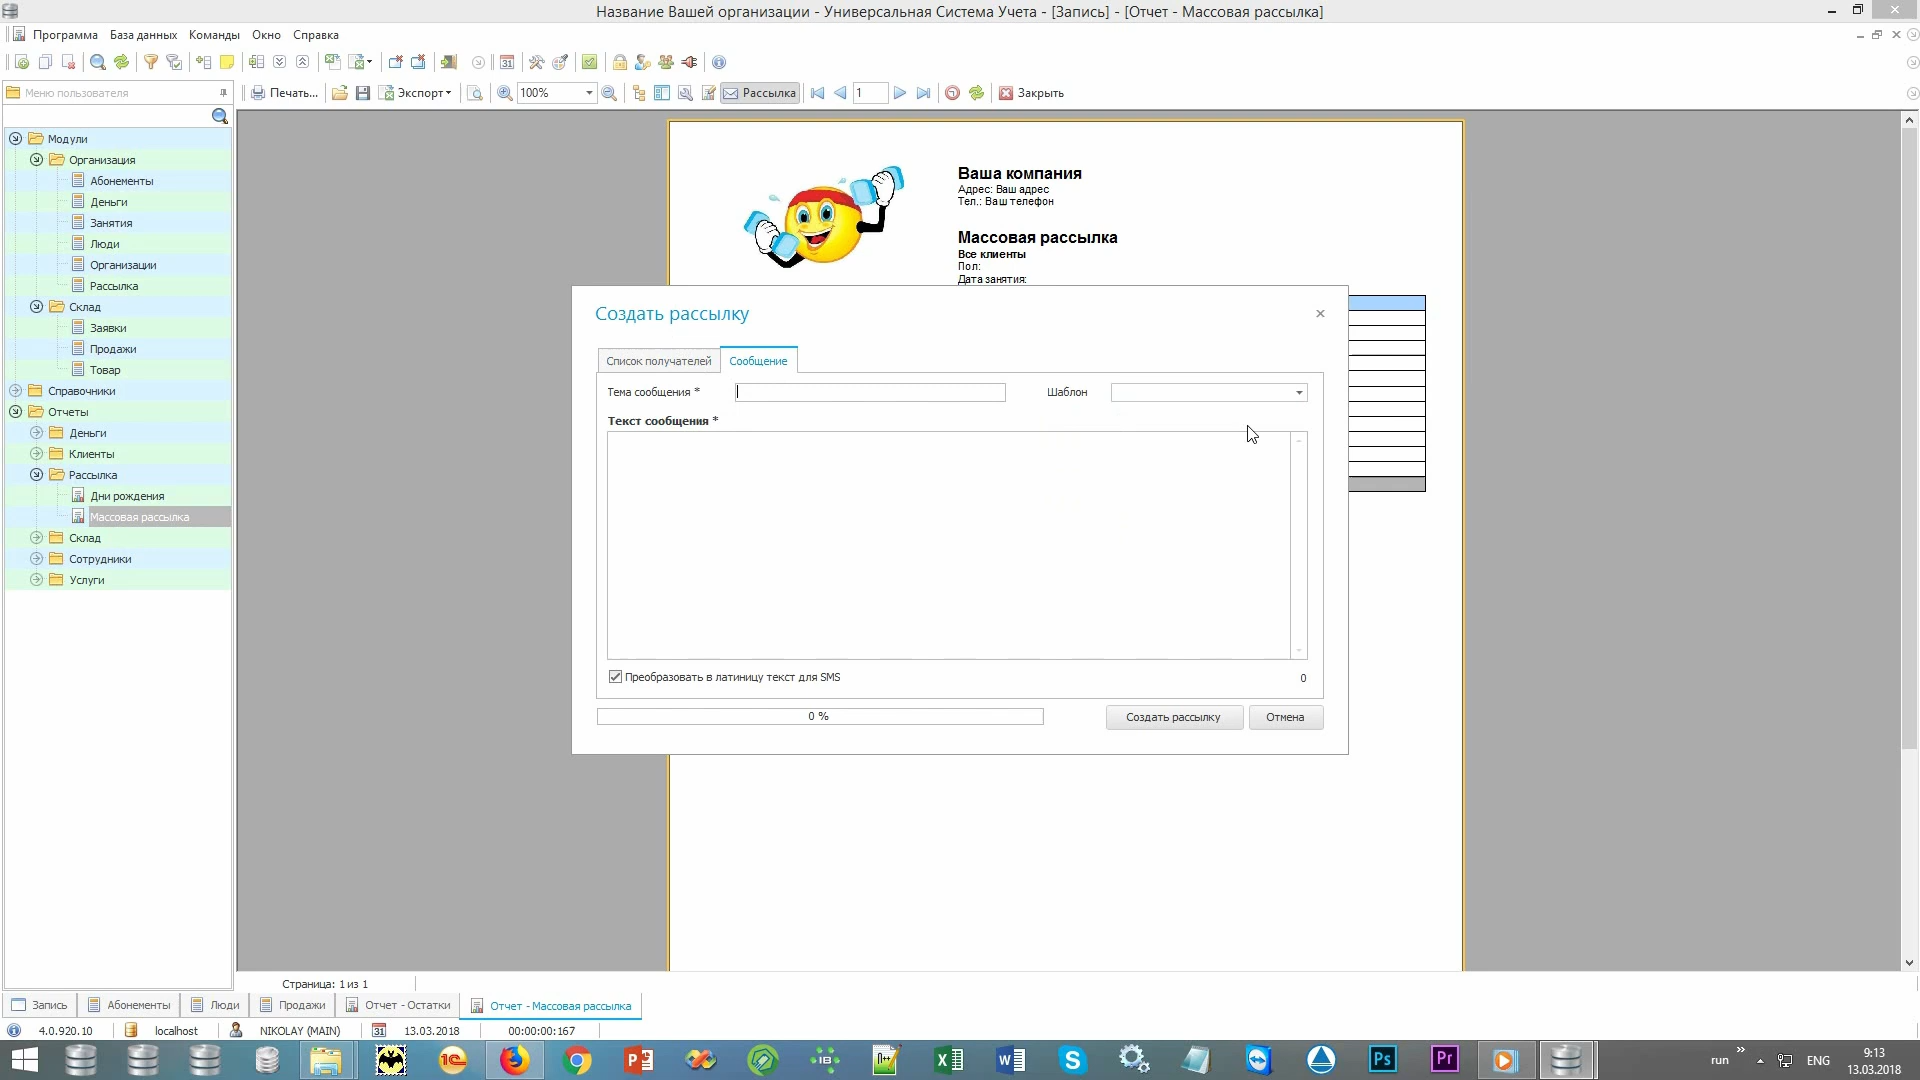 Название Вашей организации - Универсальная Система Учета - [Запись] - [Отчет - Массовая рассылка]
Программа База данных Команды Окно Справка
Меню пользователя
Печать... Экспорт 100% Рассылка 1 Закрыть
Модули
Организация
Абонементы
Деньги
Занятия
Люди
Организации
Рассылка
Склад
Заявки
Продажи
Товар
Справочники
Отчеты
Деньги
Клиенты
Рассылка
Дни рождения
Массовая рассылка
Склад
Сотрудники
Услуги
Ваша компания
Адрес: Ваш адрес
Тел.: Ваш телефон
Массовая рассылка
Все клиенты
Пол:
Дата занятия:
Создать рассылку
Список получателей Сообщение
Тема сообщения * Шаблон
Текст сообщения *
Преобразовать в латиницу текст для SMS 0
0 % Создать рассылку Отмена
Страница: 1 из 1
Запись Абонементы Люди Продажи Отчет - Остатки Отчет - Массовая рассылка
4.0.920.10 localhost NIKOLAY (MAIN) 31 13.03.2018 00:00:00:167
run ENG 9:13
13.03.2018